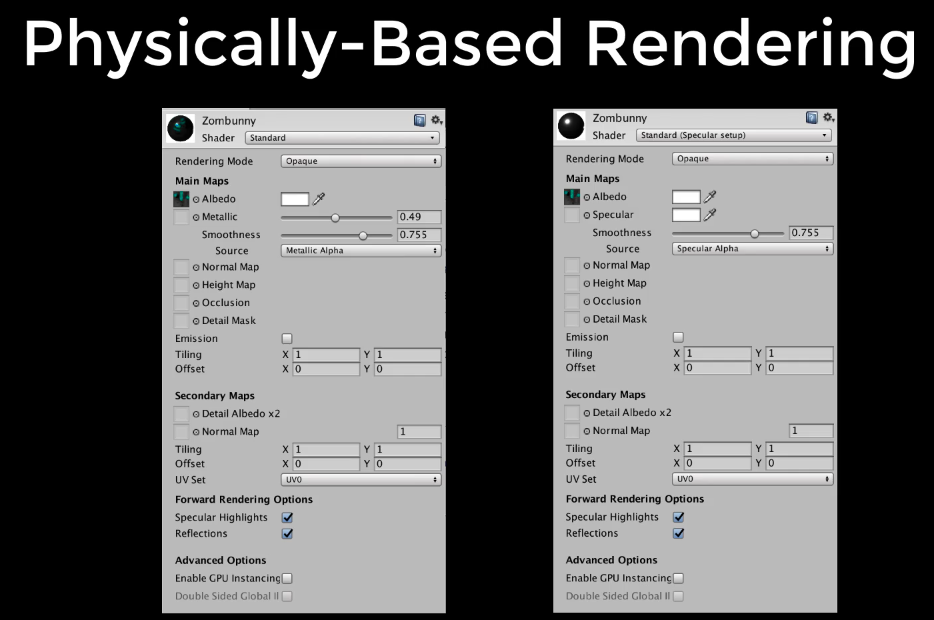 Physically-Based Rendering
Zombunny
Shader Standard
Rendering Mode Opaque
Main Maps
Albedo
Metallic 0.49
Smoothness 0.755
Source Metallic Alpha
Normal Map
Height Map
Occlusion
Detail Mask
Emission
Tiling X 1 Y 1
Offset X 0 Y 0
Secondary Maps
Detail Albedo x2
Normal Map 1
Tiling X 1 Y 1
Offset X 0 Y 0
UV Set UV0
Forward Rendering Options
Specular Highlights
Reflections
Advanced Options
Enable GPU Instancing
Double Sided Global Il
Zombunny
Shader Standard (Specular setup)
Rendering Mode Opaque
Main Maps
Albedo
Specular
Smoothness 0.755
Source Specular Alpha
Normal Map
Height Map
Occlusion
Detail Mask
Emission
Tiling X 1 Y 1
Offset X 0 Y 0
Secondary Maps
Detail Albedo x2
Normal Map 1
Tiling X 1 Y 1
Offset X 0 Y 0
UV Set UV0
Forward Rendering Options
Specular Highlights
Reflections
Advanced Options
Enable GPU Instancing
Double Sided Global Il